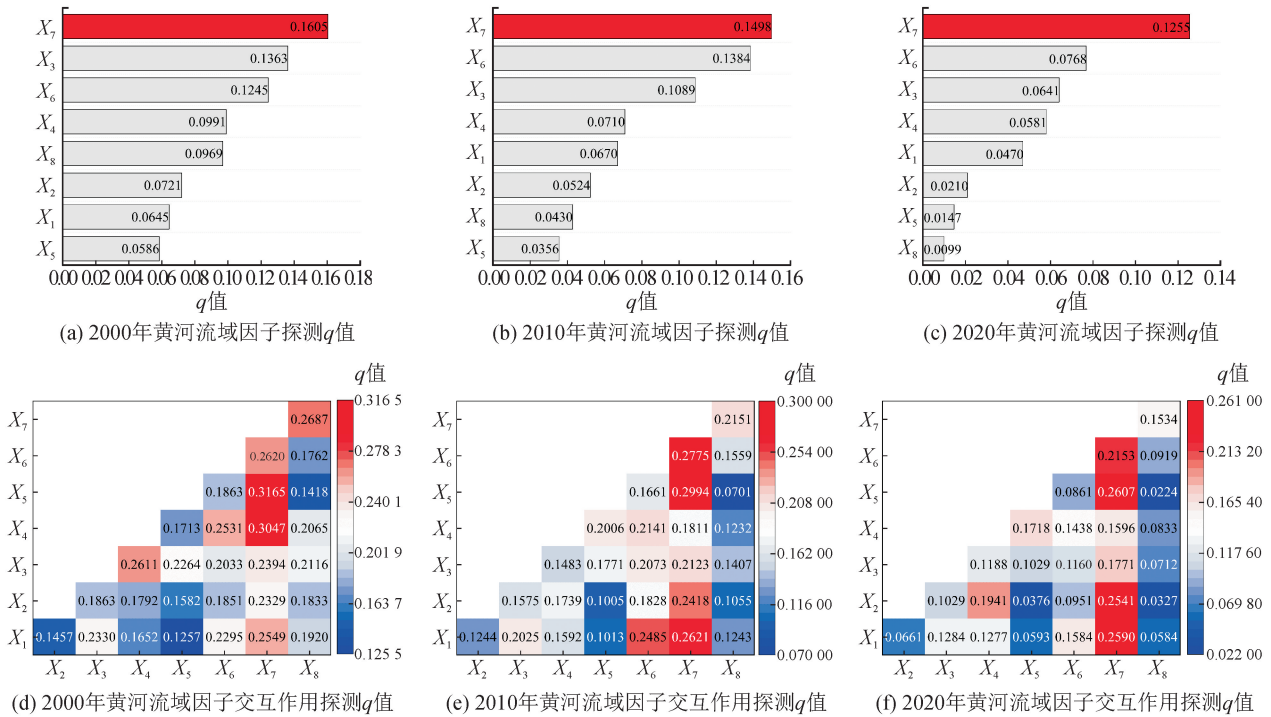 X₇ 0.1605
X₃ 0.1363
X₆ 0.1245
X₄ 0.0991
X₈ 0.0969
X₂ 0.0721
X₁ 0.0645
X₅ 0.0586
0.00 0.02 0.04 0.06 0.08 0.10 0.12 0.14 0.16 0.18
q值
(a) 2000年黄河流域因子探测q值
X₇ 0.1498
X₆ 0.1384
X₃ 0.1089
X₄ 0.0710
X₁ 0.0670
X₂ 0.0524
X₈ 0.0430
X₅ 0.0356
0.00 0.02 0.04 0.06 0.08 0.10 0.12 0.14 0.16
q值
(b) 2010年黄河流域因子探测q值
X₇ 0.1255
X₆ 0.0768
X₃ 0.0641
X₄ 0.0581
X₁ 0.0470
X₂ 0.0210
X₅ 0.0147
X₈ 0.0099
0.00 0.02 0.04 0.06 0.08 0.10 0.12 0.14
q值
(c) 2020年黄河流域因子探测q值
X₇ 0.2687
X₆ 0.2620 0.1762
X₅ 0.1863 0.3165 0.1418
X₄ 0.1713 0.2531 0.3047 0.2065
X₃ 0.2611 0.2264 0.2033 0.2394 0.2116
X₂ 0.1863 0.1792 0.1582 0.1851 0.2329 0.1833
X₁ 0.1457 0.2330 0.1652 0.1257 0.2295 0.2549 0.1920
X₂ X₃ X₄ X₅ X₆ X₇ X₈
q值
0.316 5
0.278 3
0.240 1
0.201 9
0.163 7
0.125 5
(d) 2000年黄河流域因子交互作用探测q值
X₇ 0.2151
X₆ 0.2775 0.1559
X₅ 0.1661 0.2994 0.0701
X₄ 0.2006 0.2141 0.1811 0.1232
X₃ 0.1483 0.1771 0.2073 0.2123 0.1407
X₂ 0.1575 0.1739 0.1005 0.1828 0.2418 0.1055
X₁ 0.1244 0.2025 0.1592 0.1013 0.2485 0.2621 0.1243
X₂ X₃ X₄ X₅ X₆ X₇ X₈
q值
0.300 00
0.254 00
0.208 00
0.162 00
0.116 00
0.070 00
(e) 2010年黄河流域因子交互作用探测q值
X₇ 0.1534
X₆ 0.2153 0.0919
X₅ 0.0861 0.2607 0.0224
X₄ 0.1718 0.1438 0.1596 0.0833
X₃ 0.1188 0.1029 0.1160 0.1771 0.0712
X₂ 0.1029 0.1941 0.0376 0.0951 0.2541 0.0327
X₁ 0.0661 0.1284 0.1277 0.0593 0.1584 0.2590 0.0584
X₂ X₃ X₄ X₅ X₆ X₇ X₈
q值
0.261 00
0.213 20
0.165 40
0.117 60
0.069 80
0.022 00
(f) 2020年黄河流域因子交互作用探测q值